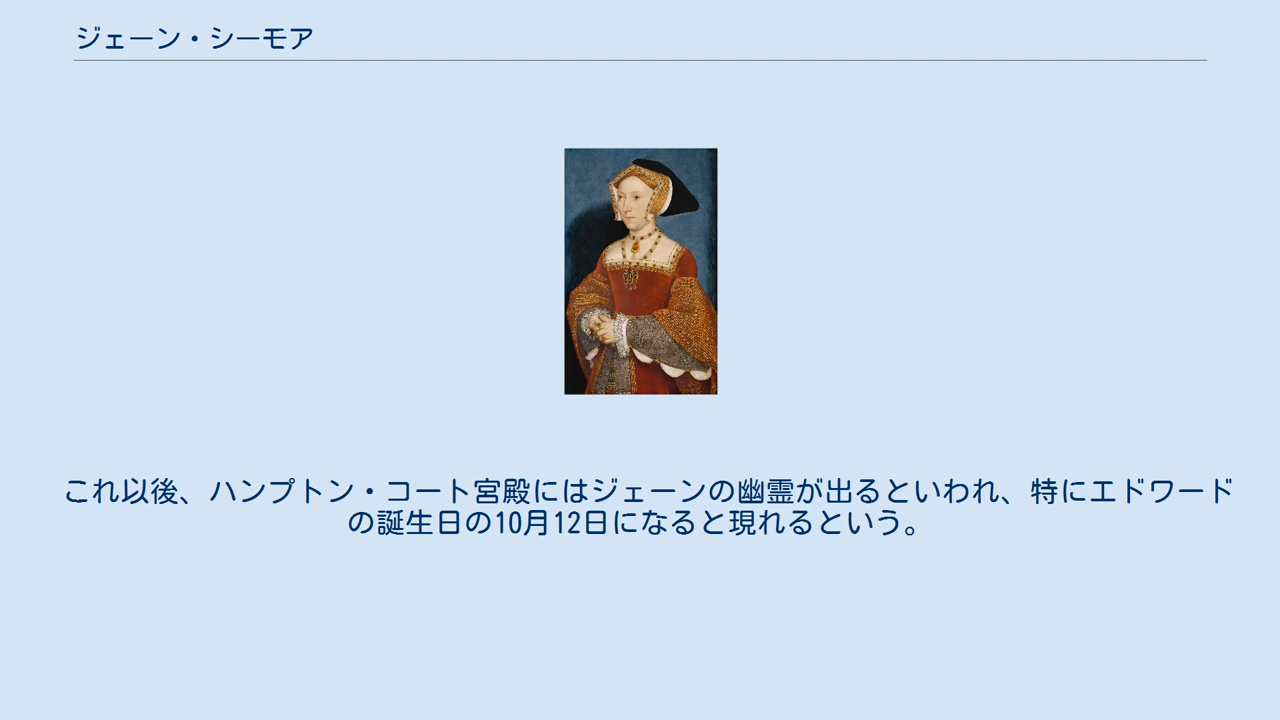 ジェーン・シーモア
これ以後、ハンプトン・コート宮殿にはジェーンの幽霊が出るといわれ、特にエドワード
の誕生日の10月12日になると現れるという。